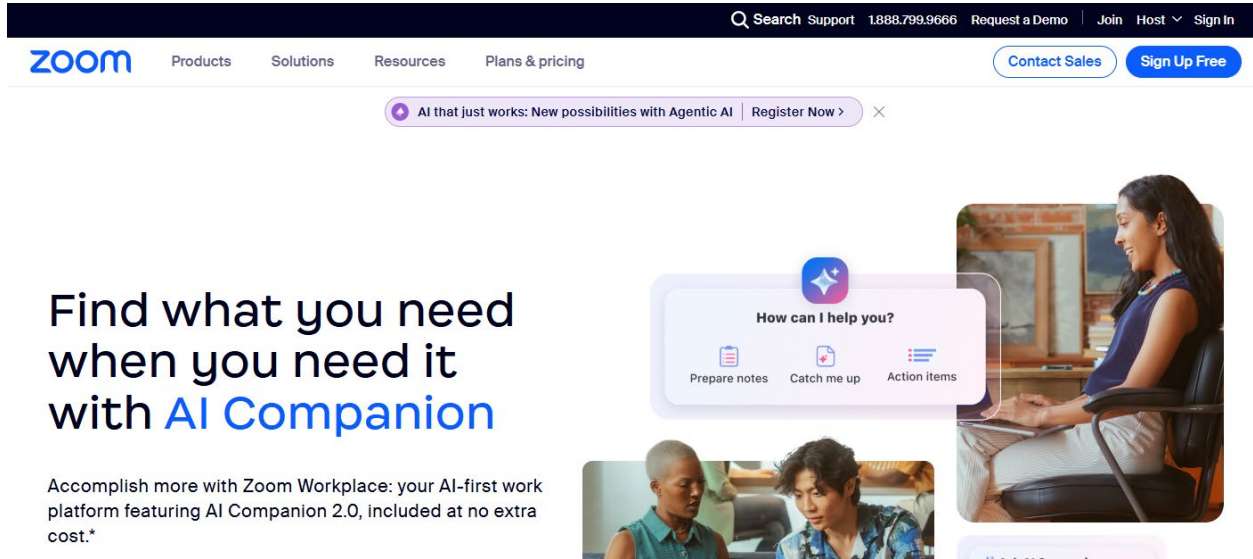 Search Support 1.888.799.9666 Request a Demo Join Host Sign In
zoom Products Solutions Resources Plans & pricing Contact Sales Sign Up Free
AI that just works: New possibilities with Agentic AI Register Now >
Find what you need
when you need it
with AI Companion
Accomplish more with Zoom Workplace: your AI-first work
platform featuring AI Companion 2.0, included at no extra
cost.*
How can I help you?
Prepare notes Catch me up Action items